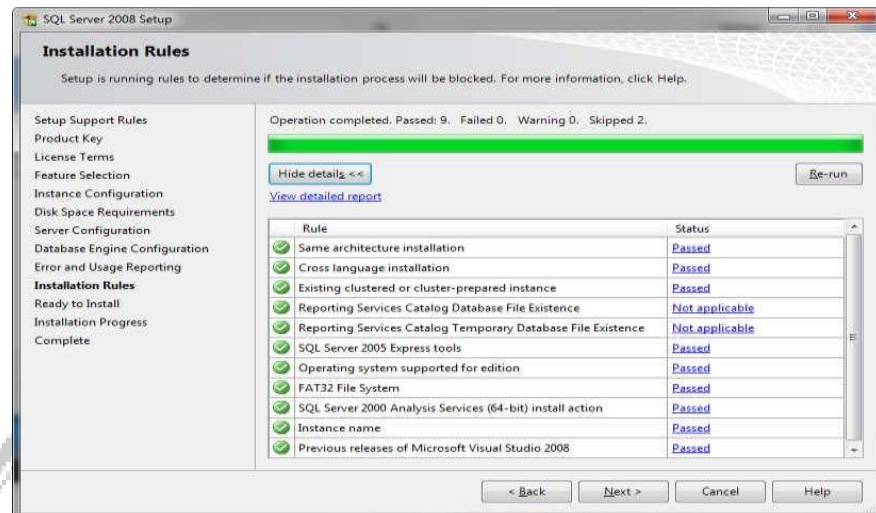 SQL Server 2008 Setup
Installation Rules
Setup is running rules to determine if the installation process will be blocked. For more information, click Help.
Setup Support Rules
Product Key
License Terms
Feature Selection
Instance Configuration
Disk Space Requirements
Server Configuration
Database Engine Configuration
Error and Usage Reporting
Installation Rules
Ready to Install
Installation Progress
Complete
Operation completed. Passed: 9. Failed 0. Warning 0. Skipped 2.
Hide details <<
Re-run
View detailed report
Rule Status
Same architecture installation Passed
Cross language installation Passed
Existing clustered or cluster-prepared instance Passed
Reporting Services Catalog Database File Existence Not applicable
Reporting Services Catalog Temporary Database File Existence Not applicable
SQL Server 2005 Express tools Passed
Operating system supported for edition Passed
FAT32 File System Passed
SQL Server 2000 Analysis Services (64-bit) install action Passed
Instance name Passed
Previous releases of Microsoft Visual Studio 2008 Passed
< Back Next > Cancel Help